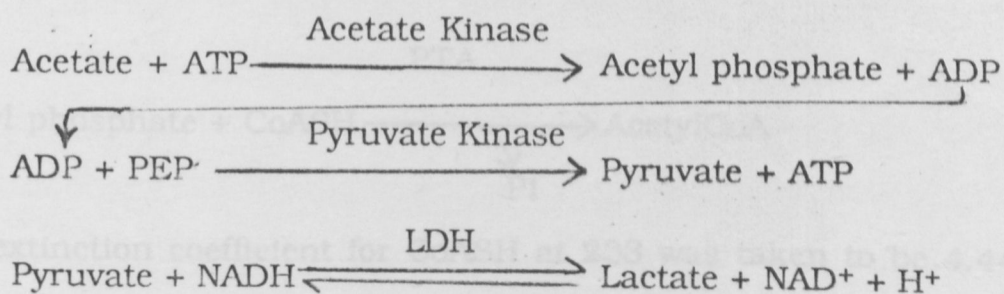 Acetate Kinase
Acetate + ATP ⟶ Acetyl phosphate + ADP
Pyruvate Kinase
ADP + PEP ⟶ Pyruvate + ATP
LDH
Pyruvate + NADH ⇌ Lactate + NAD⁺ + H⁺